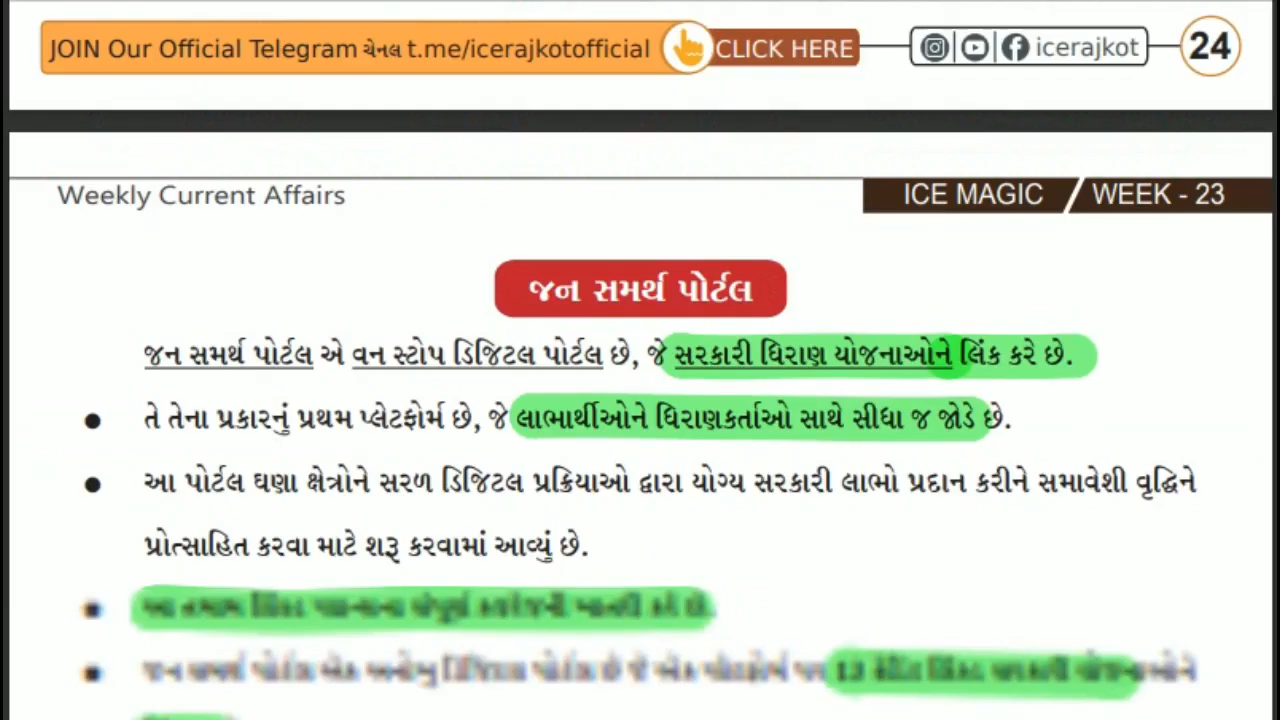 JOIN Our Official Telegram ચેનલ t.me/icerajkotofficial CLICK HERE icerajkot 24
Weekly Current Affairs ICE MAGIC WEEK - 23
જન સમર્થ પોર્ટલ
જન સમર્થ પોર્ટલ એ વન સ્ટોપ ડિજિટલ પોર્ટલ છે, જે સરકારી ધિરાણ યોજનાઓને લિંક કરે છે.
● તે તેના પ્રકારનું પ્રથમ પ્લેટફોર્મ છે, જે લાભાર્થીઓને ધિરાણકર્તાઓ સાથે સીધા જ જોડે છે.
● આ પોર્ટલ ઘણા ક્ષેત્રોને સરળ ડિજિટલ પ્રક્રિયાઓ દ્વારા યોગ્ય સરકારી લાભો પ્રદાન કરીને સમાવેશી વૃદ્ધિને
પ્રોત્સાહિત કરવા માટે શરૂ કરવામાં આવ્યું છે.